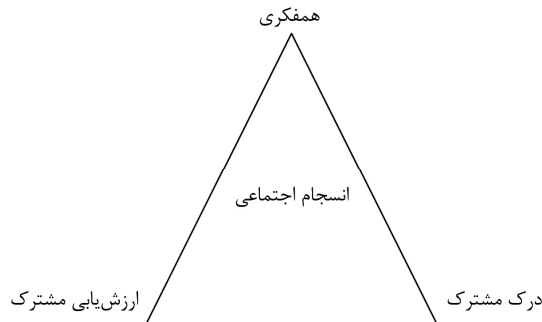 همفکری
انسجام اجتماعی
درک مشترک
ارزش‌یابی مشترک